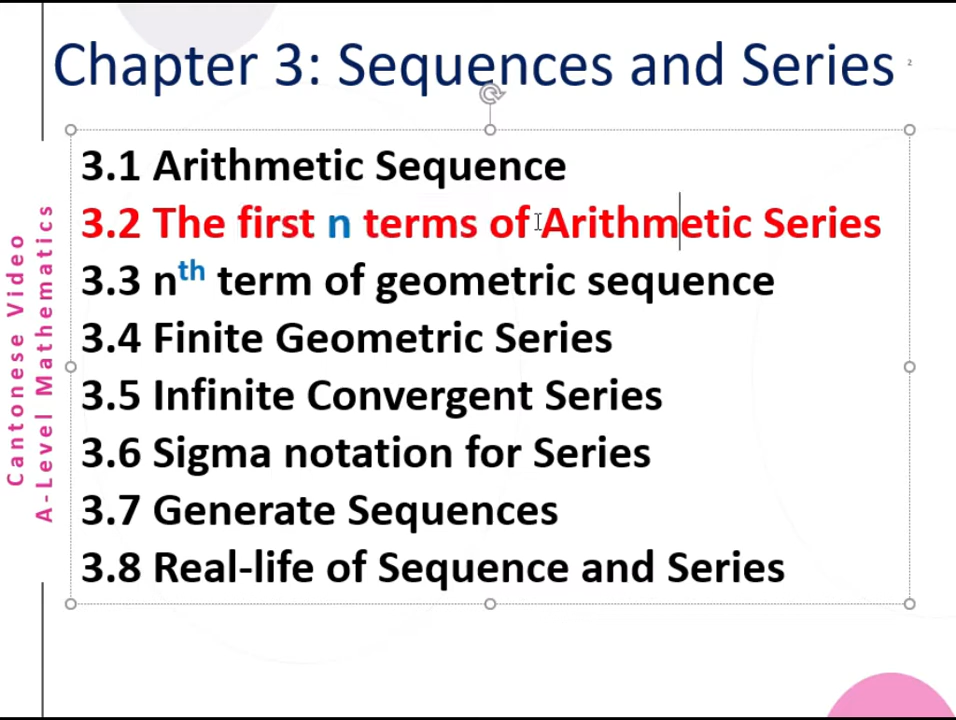 Chapter 3: Sequences and Series
2
3.1 Arithmetic Sequence
3.2 The first n terms of Arithmetic Series
3.3 nth term of geometric sequence
3.4 Finite Geometric Series
3.5 Infinite Convergent Series
3.6 Sigma notation for Series
3.7 Generate Sequences
3.8 Real-life of Sequence and Series
Cantonese Video
A-Level Mathematics